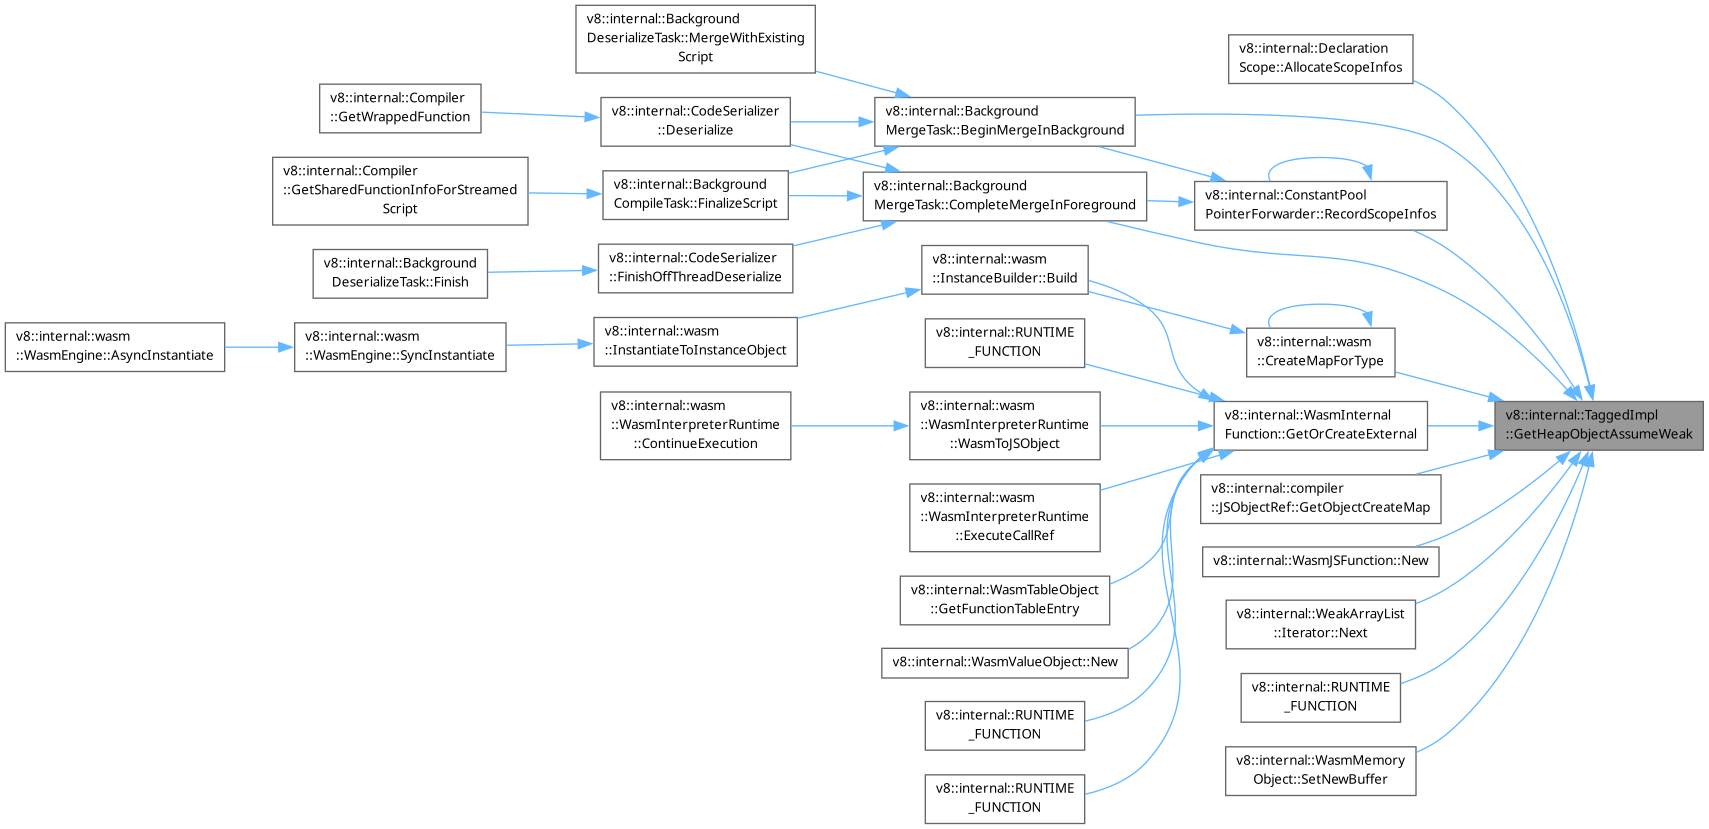 v8::internal::Background
DeserializeTask::MergeWithExisting
Script
v8::internal::Declaration
Scope::AllocateScopeInfos
v8::internal::Compiler
::GetWrappedFunction
v8::internal::CodeSerializer
::Deserialize
v8::internal::Background
MergeTask::BeginMergeInBackground
v8::internal::Compiler
::GetSharedFunctionInfoForStreamed
Script
v8::internal::Background
CompileTask::FinalizeScript
v8::internal::Background
MergeTask::CompleteMergeInForeground
v8::internal::ConstantPool
PointerForwarder::RecordScopeInfos
v8::internal::Background
DeserializeTask::Finish
v8::internal::CodeSerializer
::FinishOffThreadDeserialize
v8::internal::wasm
::InstanceBuilder::Build
v8::internal::wasm
::WasmEngine::AsyncInstantiate
v8::internal::wasm
::WasmEngine::SyncInstantiate
v8::internal::wasm
::InstantiateToInstanceObject
v8::internal::RUNTIME
_FUNCTION
v8::internal::wasm
::CreateMapForType
v8::internal::wasm
::WasmInterpreterRuntime
::ContinueExecution
v8::internal::wasm
::WasmInterpreterRuntime
::WasmToJSObject
v8::internal::WasmInternal
Function::GetOrCreateExternal
v8::internal::TaggedImpl
::GetHeapObjectAssumeWeak
v8::internal::wasm
::WasmInterpreterRuntime
::ExecuteCallRef
v8::internal::compiler
::JSObjectRef::GetObjectCreateMap
v8::internal::WasmJSFunction::New
v8::internal::WasmTableObject
::GetFunctionTableEntry
v8::internal::WeakArrayList
::Iterator::Next
v8::internal::WasmValueObject::New
v8::internal::RUNTIME
_FUNCTION
v8::internal::RUNTIME
_FUNCTION
v8::internal::WasmMemory
Object::SetNewBuffer
v8::internal::RUNTIME
_FUNCTION